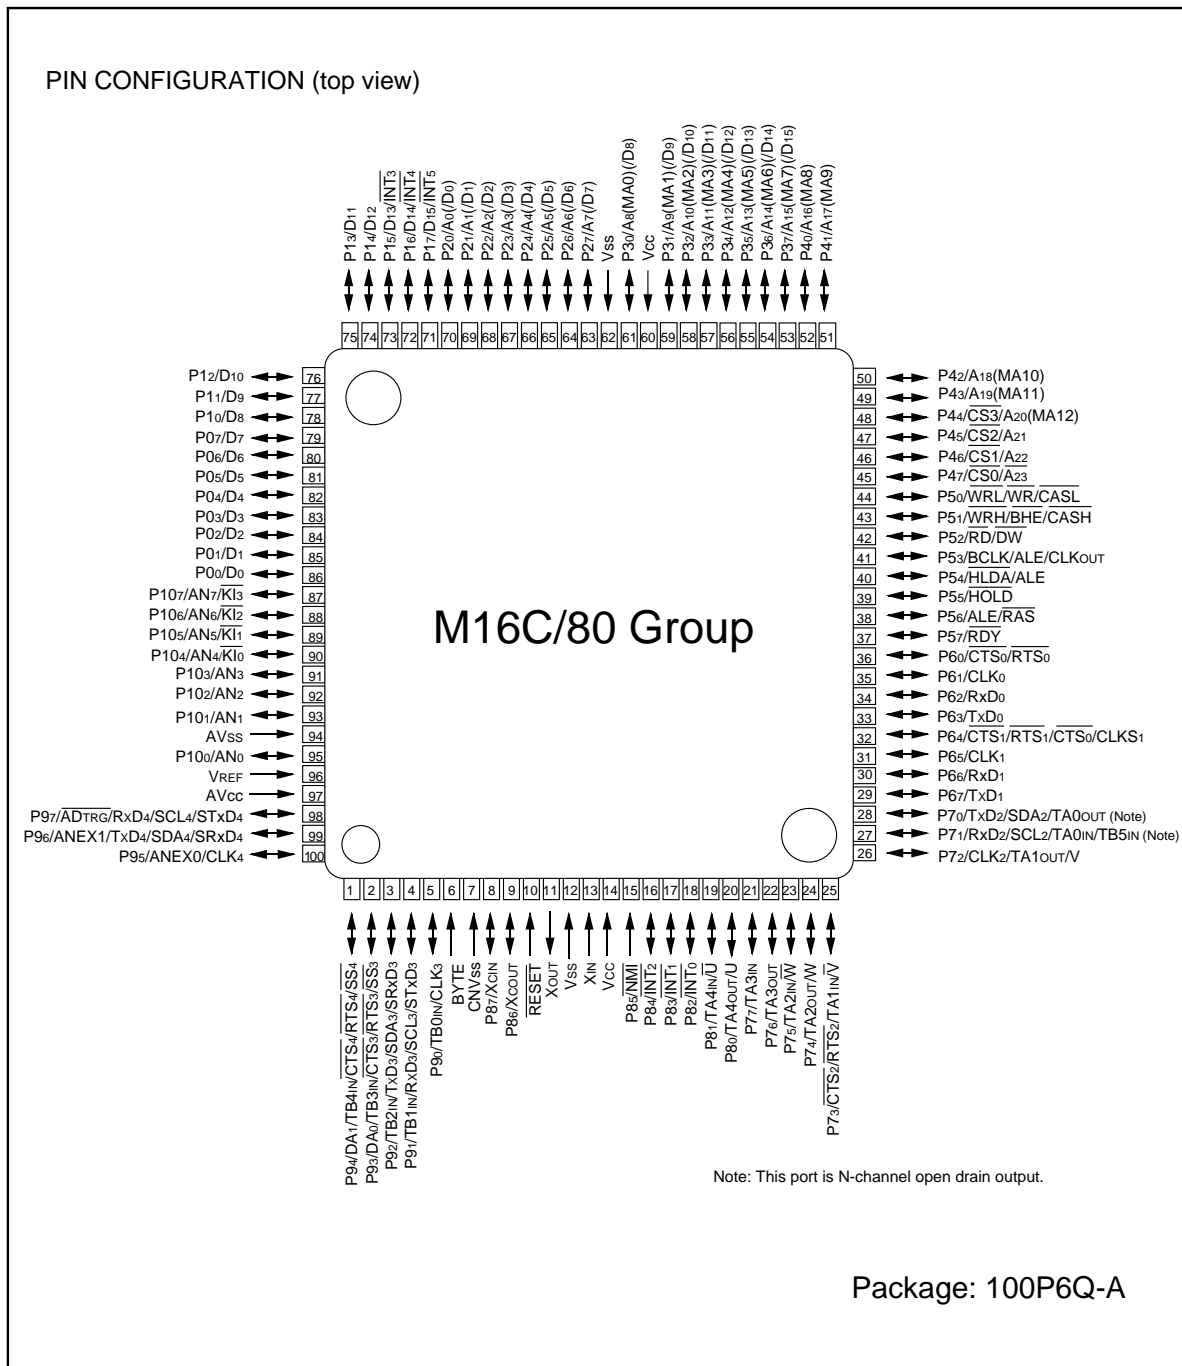 PIN CONFIGURATION (top view)
P13/D11
P14/D12
P15/D13/INT3
P16/D14/INT4
P17/D15/INT5
P20/A0(/D0)
P21/A1(/D1)
P22/A2(/D2)
P23/A3(/D3)
P24/A4(/D4)
P25/A5(/D5)
P26/A6(/D6)
P27/A7(/D7)
Vss
P30/A8(MA0)(/D8)
Vcc
P31/A9(MA1)(/D9)
P32/A10(MA2)(/D10)
P33/A11(MA3)(/D11)
P34/A12(MA4)(/D12)
P35/A13(MA5)(/D13)
P36/A14(MA6)(/D14)
P37/A15(MA7)(/D15)
P40/A16(MA8)
P41/A17(MA9)
75 74 73 72 71 70 69 68 67 66 65 64 63 62 61 60 59 58 57 56 55 54 53 52 51
P12/D10 76
P11/D9 77
P10/D8 78
P07/D7 79
P06/D6 80
P05/D5 81
P04/D4 82
P03/D3 83
P02/D2 84
P01/D1 85
P00/D0 86
P107/AN7/KI3 87
P106/AN6/KI2 88
P105/AN5/KI1 89
P104/AN4/KI0 90
P103/AN3 91
P102/AN2 92
P101/AN1 93
AVSS 94
P100/AN0 95
VREF 96
AVcc 97
P97/ADTRG/RxD4/SCL4/STxD4 98
P96/ANEX1/TxD4/SDA4/SRxD4 99
P95/ANEX0/CLK4 100
M16C/80 Group
50 P42/A18(MA10)
49 P43/A19(MA11)
48 P44/CS3/A20(MA12)
47 P45/CS2/A21
46 P46/CS1/A22
45 P47/CS0/A23
44 P50/WRL/WR/CASL
43 P51/WRH/BHE/CASH
42 P52/RD/DW
41 P53/BCLK/ALE/CLKOUT
40 P54/HLDA/ALE
39 P55/HOLD
38 P56/ALE/RAS
37 P57/RDY
36 P60/CTS0/RTS0
35 P61/CLK0
34 P62/RxD0
33 P63/TxD0
32 P64/CTS1/RTS1/CTS0/CLKS1
31 P65/CLK1
30 P66/RxD1
29 P67/TxD1
28 P70/TxD2/SDA2/TA0OUT (Note)
27 P71/RxD2/SCL2/TA0IN/TB5IN (Note)
26 P72/CLK2/TA1OUT/V
1 2 3 4 5 6 7 8 9 10 11 12 13 14 15 16 17 18 19 20 21 22 23 24 25
P94/DA1/TB4IN/CTS4/RTS4/SS4
P93/DA0/TB3IN/CTS3/RTS3/SS3
P92/TB2IN/TxD3/SDA3/SRxD3
P91/TB1IN/RxD3/SCL3/STxD3
P90/TB0IN/CLK3
BYTE
CNVss
P87/XCIN
P86/XCOUT
RESET
XOUT
VSS
XIN
VCC
P85/NMI
P84/INT2
P83/INT1
P82/INT0
P81/TA4IN/U
P80/TA4OUT/U
P77/TA3IN
P76/TA3OUT
P75/TA2IN/W
P74/TA2OUT/W
P73/CTS2/RTS2/TA1IN/V
Note: This port is N-channel open drain output.
Package: 100P6Q-A